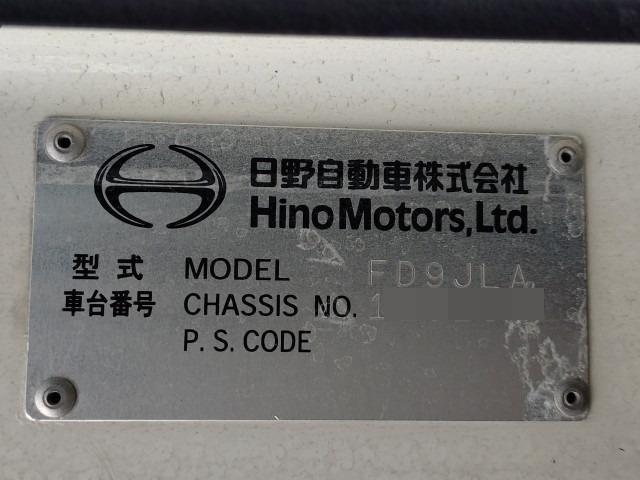 日野自動車株式会社
Hino Motors, Ltd.
型式 MODEL FD9JLA
車台番号 CHASSIS NO. 1
P. S. CODE